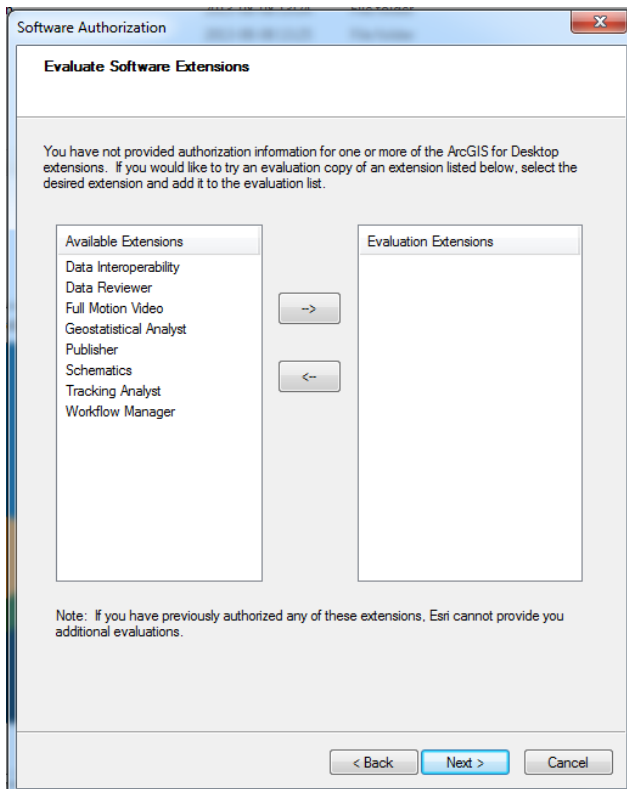 Software Authorization
Evaluate Software Extensions
You have not provided authorization information for one or more of the ArcGIS for Desktop
extensions. If you would like to try an evaluation copy of an extension listed below, select the
desired extension and add it to the evaluation list.
Available Extensions
Data Interoperability
Data Reviewer
Full Motion Video
Geostatistical Analyst
Publisher
Schematics
Tracking Analyst
Workflow Manager
-->
<--
Evaluation Extensions
Note: If you have previously authorized any of these extensions, Esri cannot provide you
additional evaluations.
< Back Next > Cancel